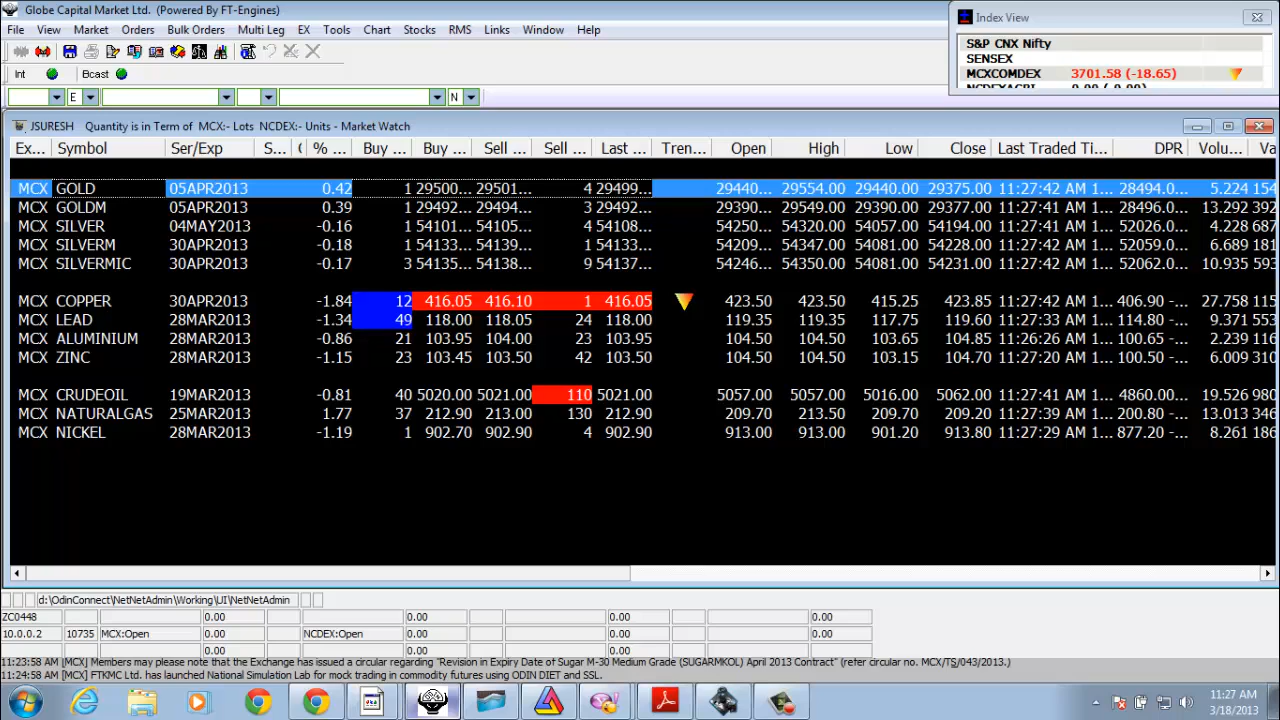 Globe Capital Market Ltd. (Powered By FT-Engines)
File View Market Orders Bulk Orders Multi Leg EX Tools Chart Stocks RMS Links Window Help
Index View
S&P CNX Nifty
SENSEX
MCXCOMDEX 3701.58 (-18.65)
Int Bcast
E N
JSURESH Quantity is in Term of MCX:- Lots NCDEX:- Units - Market Watch
Ex... Symbol Ser/Exp S... ( % ... Buy ... Buy ... Sell ... Sell ... Last ... Tren... Open High Low Close Last Traded Ti... DPR Volu... Va
MCX GOLD 05APR2013 0.42 1 29500... 29501... 4 29499... 29440... 29554.00 29440.00 29375.00 11:27:42 AM 1... 28494.0... 5.224 154
MCX GOLDM 05APR2013 0.39 1 29492... 29494... 3 29492... 29390... 29549.00 29390.00 29377.00 11:27:41 AM 1... 28496.0... 13.292 392
MCX SILVER 04MAY2013 -0.16 1 54101... 54105... 4 54108... 54250... 54320.00 54057.00 54194.00 11:27:42 AM 1... 52026.0... 4.228 687
MCX SILVERM 30APR2013 -0.18 1 54133... 54139... 1 54133... 54209... 54347.00 54081.00 54228.00 11:27:42 AM 1... 52059.0... 6.689 181
MCX SILVERMIC 30APR2013 -0.17 3 54135... 54138... 9 54137... 54246... 54350.00 54081.00 54231.00 11:27:42 AM 1... 52062.0... 10.935 593
MCX COPPER 30APR2013 -1.84 12 416.05 416.10 1 416.05 423.50 423.50 415.25 423.85 11:27:42 AM 1... 406.90 -... 27.758 115
MCX LEAD 28MAR2013 -1.34 49 118.00 118.05 24 118.00 119.35 119.35 117.75 119.60 11:27:33 AM 1... 114.80 -... 9.371 553
MCX ALUMINIUM 28MAR2013 -0.86 21 103.95 104.00 23 103.95 104.50 104.50 103.65 104.85 11:26:26 AM 1... 100.65 -... 2.239 116
MCX ZINC 28MAR2013 -1.15 23 103.45 103.50 42 103.50 104.50 104.50 103.15 104.70 11:27:20 AM 1... 100.50 -... 6.009 310
MCX CRUDEOIL 19MAR2013 -0.81 40 5020.00 5021.00 110 5021.00 5057.00 5057.00 5016.00 5062.00 11:27:42 AM 1... 4860.00 -... 19.526 980
MCX NATURALGAS 25MAR2013 1.77 37 212.90 213.00 130 212.90 209.70 213.50 209.70 209.20 11:27:39 AM 1... 200.80 -... 13.013 346
MCX NICKEL 28MAR2013 -1.19 1 902.70 902.90 4 902.90 913.00 913.00 901.20 913.80 11:27:29 AM 1... 877.20 -... 8.261 186
d:\OdinConnect\NetNetAdmin\Working\UI\NetNetAdmin
ZC0448 0.00 0.00 0.00 0.00
10.0.0.2 10735 MCX:Open 0.00 NCDEX:Open 0.00 0.00 0.00
0.00 0.00 0.00
11:23:58 AM [MCX] Members may please note that the Exchange has issued a circular regarding "Revision in Expiry Date of Sugar M-30 Medium Grade (SUGARMKOL) April 2013 Contract" (refer circular no. MCX/TS/043/2013.)
11:24:58 AM [MCX] FTKMC Ltd. has launched National Simulation Lab for mock trading in commodity futures using ODIN DIET and SSL.
11:27 AM
3/18/2013